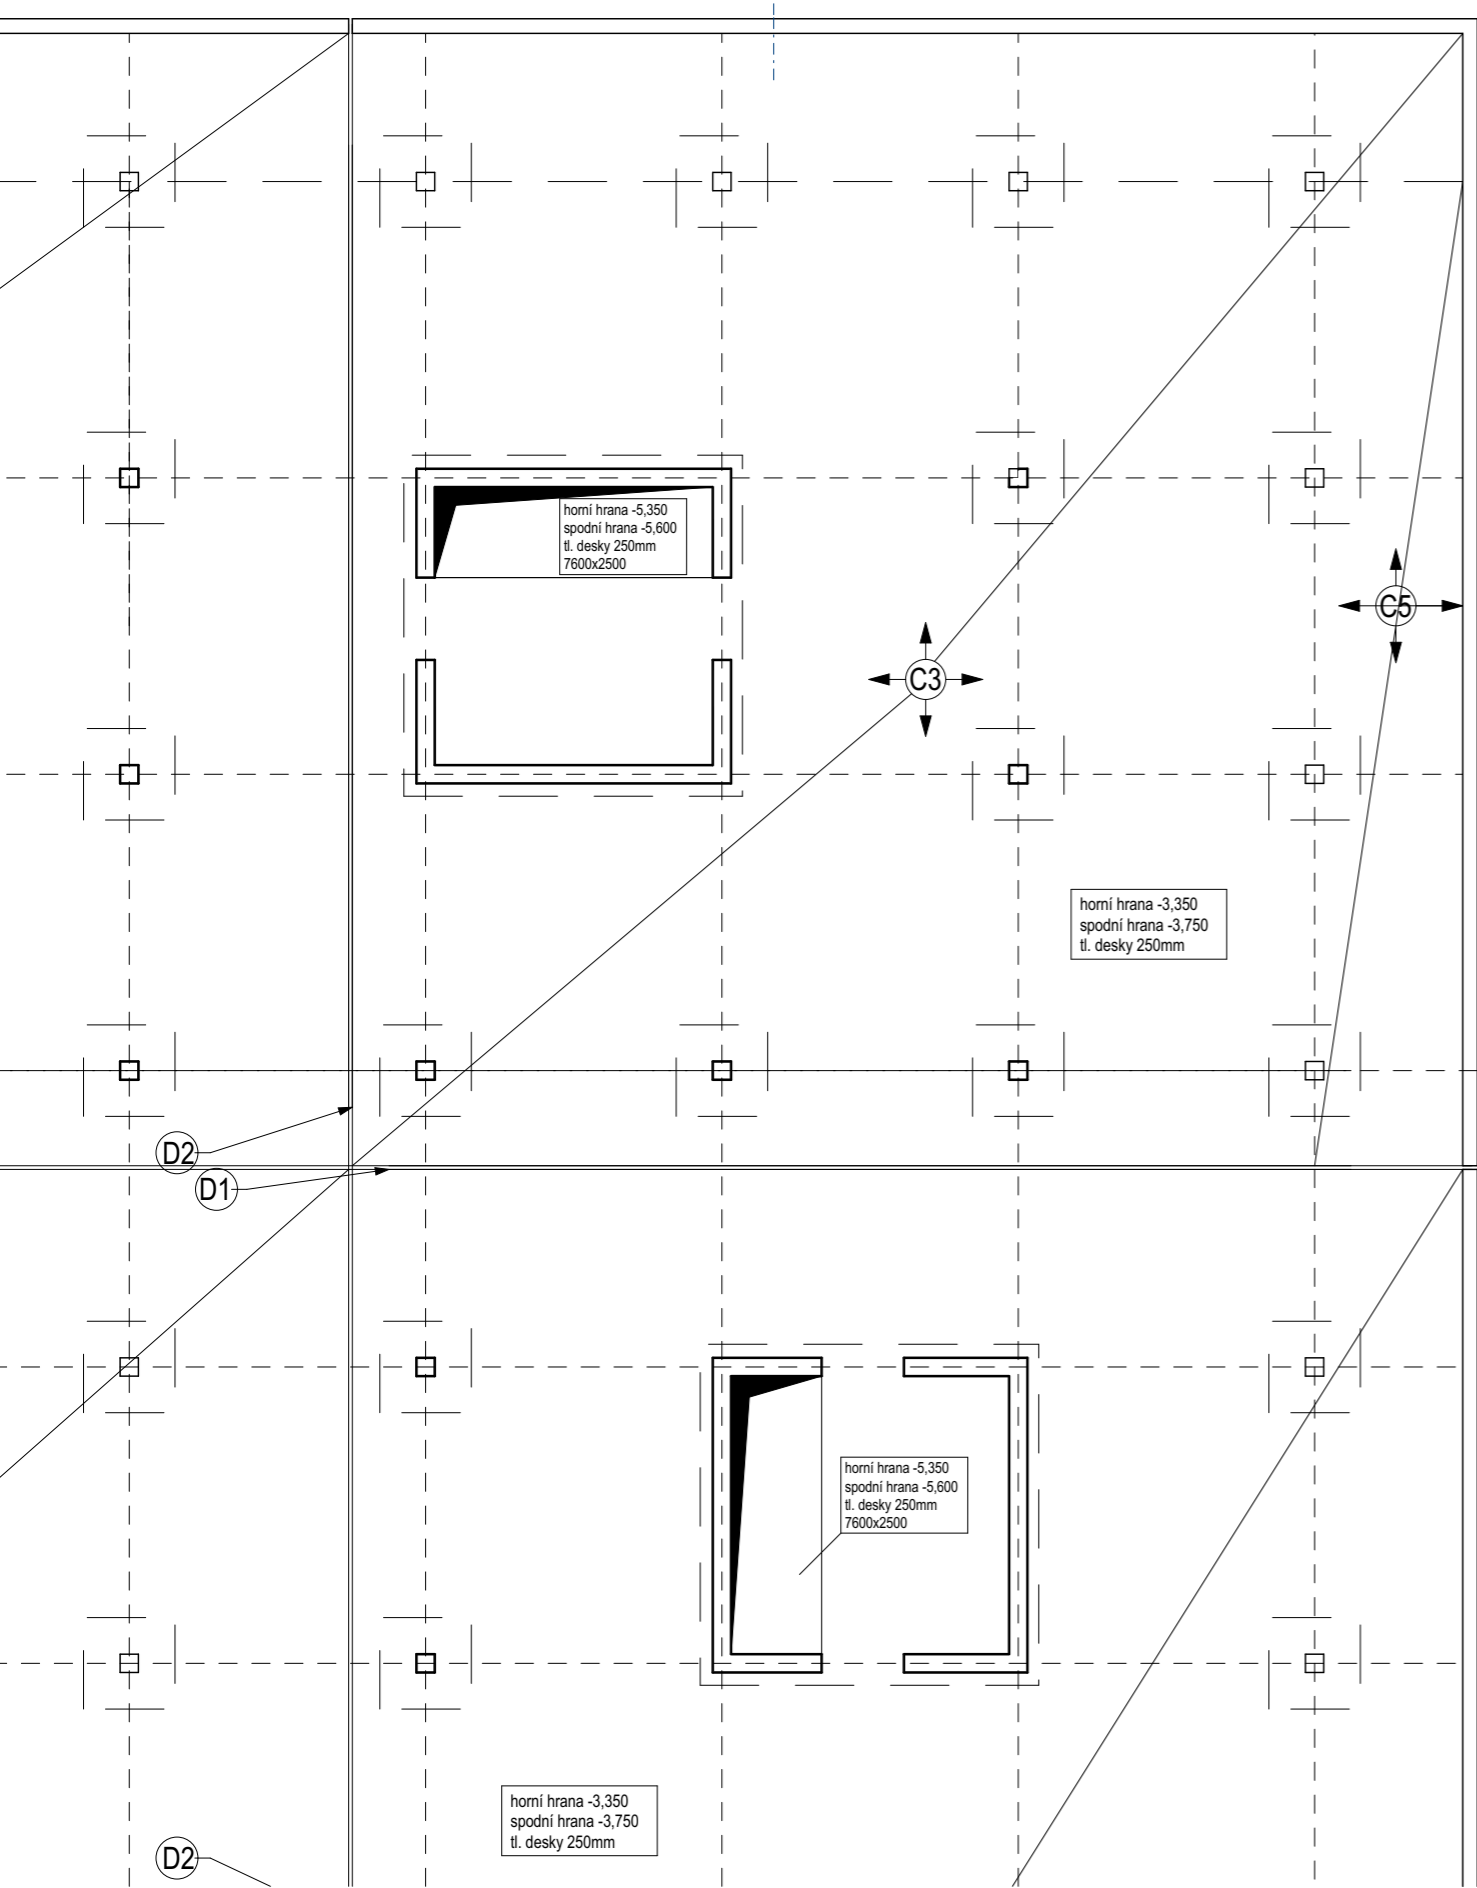 horní hrana -5,350
spodní hrana -5,600
tl. desky 250mm
7600x2500
C5
C3
horní hrana -3,350
spodní hrana -3,750
tl. desky 250mm
D2
D1
horní hrana -5,350
spodní hrana -5,600
tl. desky 250mm
7600x2500
horní hrana -3,350
spodní hrana -3,750
tl. desky 250mm
D2